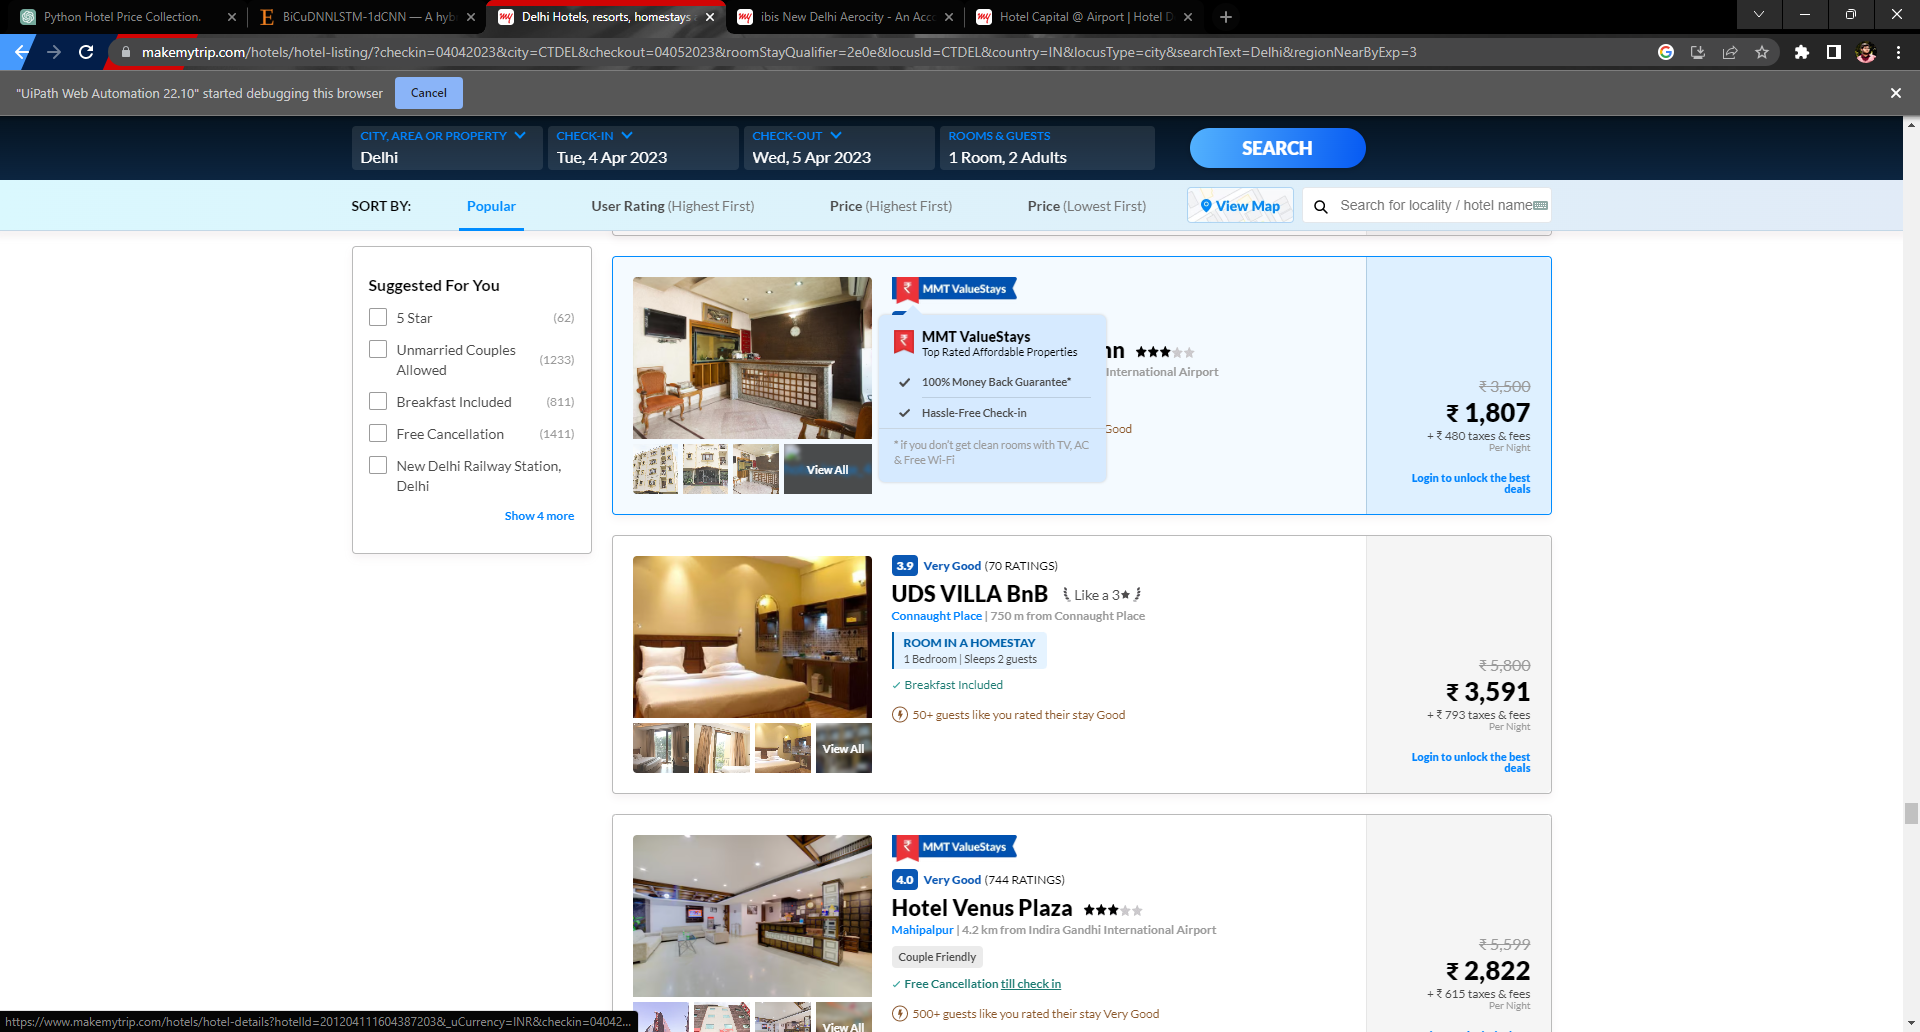 Python Hotel Price Collection.
BiCuDNNLSTM-1dCNN — A hyb
Delhi Hotels, resorts, homestays
ibis New Delhi Aerocity - An Acc
Hotel Capital @ Airport | Hotel D
makemytrip.com/hotels/hotel-listing/?checkin=04042023&city=CTDEL&checkout=04052023&roomStayQualifier=2e0e&locusId=CTDEL&country=IN&locusType=city&searchText=Delhi&regionNearByExp=3
"UiPath Web Automation 22.10" started debugging this browser
Cancel
CITY, AREA OR PROPERTY
Delhi
CHECK-IN
Tue, 4 Apr 2023
CHECK-OUT
Wed, 5 Apr 2023
ROOMS & GUESTS
1 Room, 2 Adults
SEARCH
SORT BY:
Popular
User Rating (Highest First)
Price (Highest First)
Price (Lowest First)
View Map
Search for locality / hotel name
Suggested For You
5 Star (62)
Unmarried Couples
Allowed (1233)
Breakfast Included (811)
Free Cancellation (1411)
New Delhi Railway Station,
Delhi
Show 4 more
View All
MMT ValueStays
MMT ValueStays
Top Rated Affordable Properties
100% Money Back Guarantee*
Hassle-Free Check-in
* if you don't get clean rooms with TV, AC
& Free Wi-Fi
International Airport
Good
₹ 3,500
₹ 1,807
+ ₹ 480 taxes & fees
Per Night
Login to unlock the best
deals
View All
3.9 Very Good (70 RATINGS)
UDS VILLA BnB Like a 3★
Connaught Place | 750 m from Connaught Place
ROOM IN A HOMESTAY
1 Bedroom | Sleeps 2 guests
Breakfast Included
50+ guests like you rated their stay Good
₹ 5,800
₹ 3,591
+ ₹ 793 taxes & fees
Per Night
Login to unlock the best
deals
View All
MMT ValueStays
4.0 Very Good (744 RATINGS)
Hotel Venus Plaza
Mahipalpur | 4.2 km from Indira Gandhi International Airport
Couple Friendly
Free Cancellation till check in
500+ guests like you rated their stay Very Good
₹ 5,599
₹ 2,822
+ ₹ 615 taxes & fees
Per Night
https://www.makemytrip.com/hotels/hotel-details?hotelId=201204111604387203&_uCurrency=INR&checkin=04042...